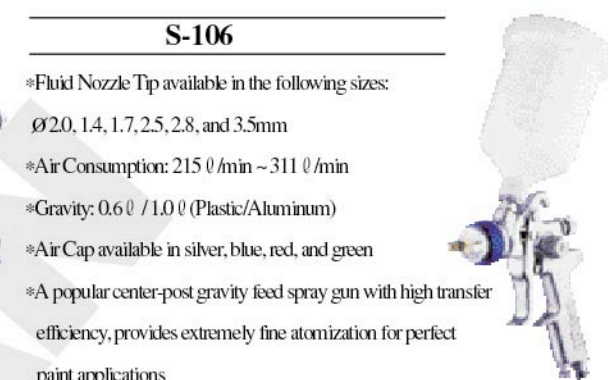 S-106
*Fluid Nozzle Tip available in the following sizes:
Ø2.0, 1.4, 1.7, 2.5, 2.8, and 3.5mm
*Air Consumption: 215 ℓ/min ~ 311 ℓ/min
*Gravity: 0.6 ℓ / 1.0 ℓ (Plastic/Aluminum)
*Air Cap available in silver, blue, red, and green
*A popular center-post gravity feed spray gun with high transfer
efficiency, provides extremely fine atomization for perfect
paint applications